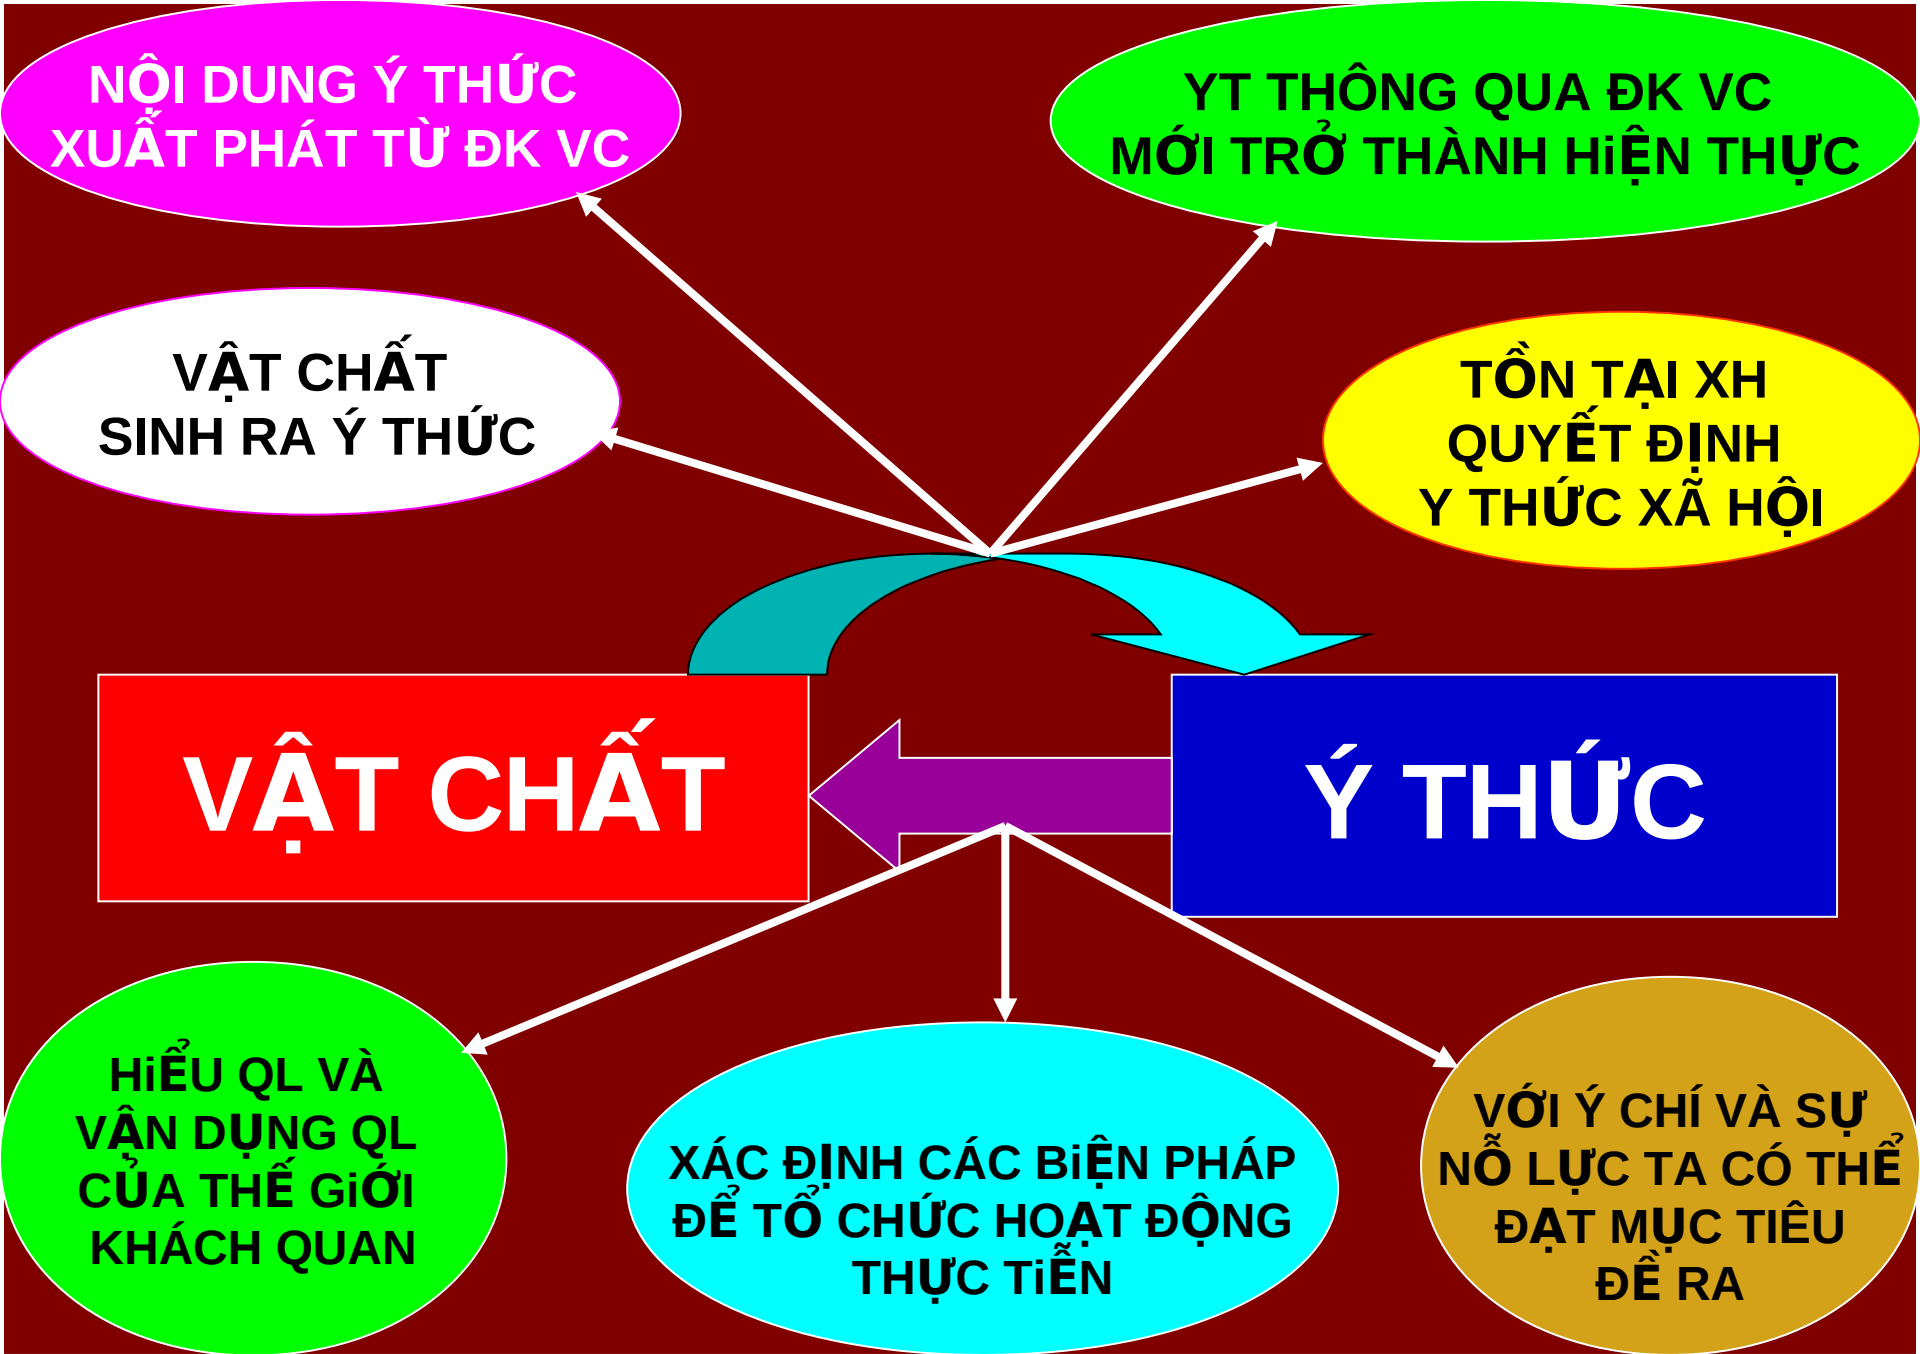 NỘI DUNG Ý THỨC
XUẤT PHÁT TỪ ĐK VC
YT THÔNG QUA ĐK VC
MỚI TRỞ THÀNH HiỆN THỰC
VẬT CHẤT
SINH RA Ý THỨC
TỒN TẠI XH
QUYẾT ĐỊNH
Y THỨC XÃ HỘI
VẬT CHẤT
Ý THỨC
HiỂU QL VÀ
VẬN DỤNG QL
CỦA THẾ GiỚI
KHÁCH QUAN
XÁC ĐỊNH CÁC BiỆN PHÁP
ĐỂ TỔ CHỨC HOẠT ĐỘNG
THỰC TiỄN
VỚI Ý CHÍ VÀ SỰ
NỖ LỰC TA CÓ THỂ
ĐẠT MỤC TIÊU
ĐỀ RA